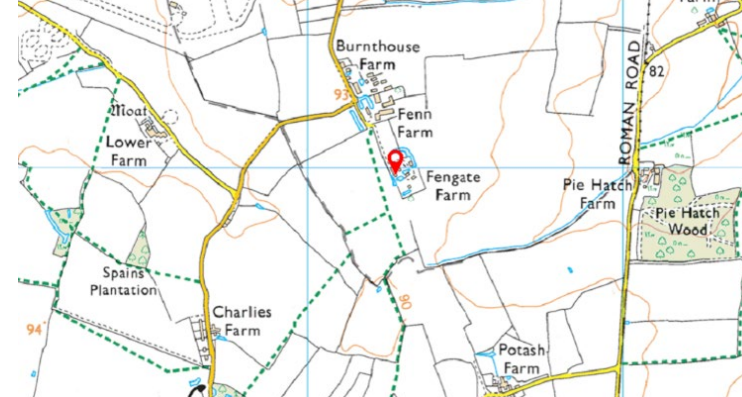 Burnthouse
Farm
93
Fenn
Farm
Moat
Lower
Farm
Fengate
Farm
ROMAN ROAD
82
Pie Hatch
Farm
Pie Hatch
Wood
Spains
Plantation
94
Charlies
Farm
90
Potash
Farm